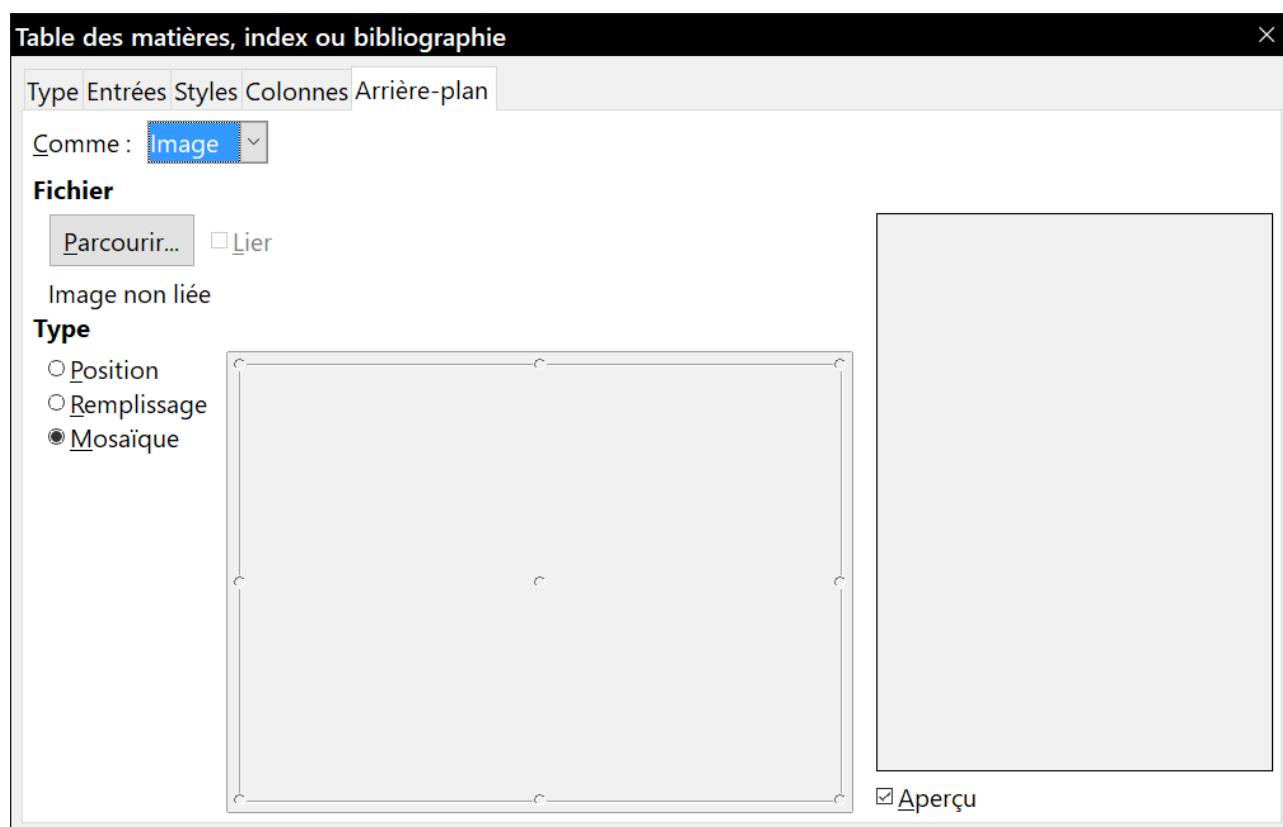 Table des matières, index ou bibliographie
Type Entrées Styles Colonnes Arrière-plan
Comme : Image
Fichier
Parcourir... Lier
Image non liée
Type
Position
Remplissage
Mosaïque
Aperçu